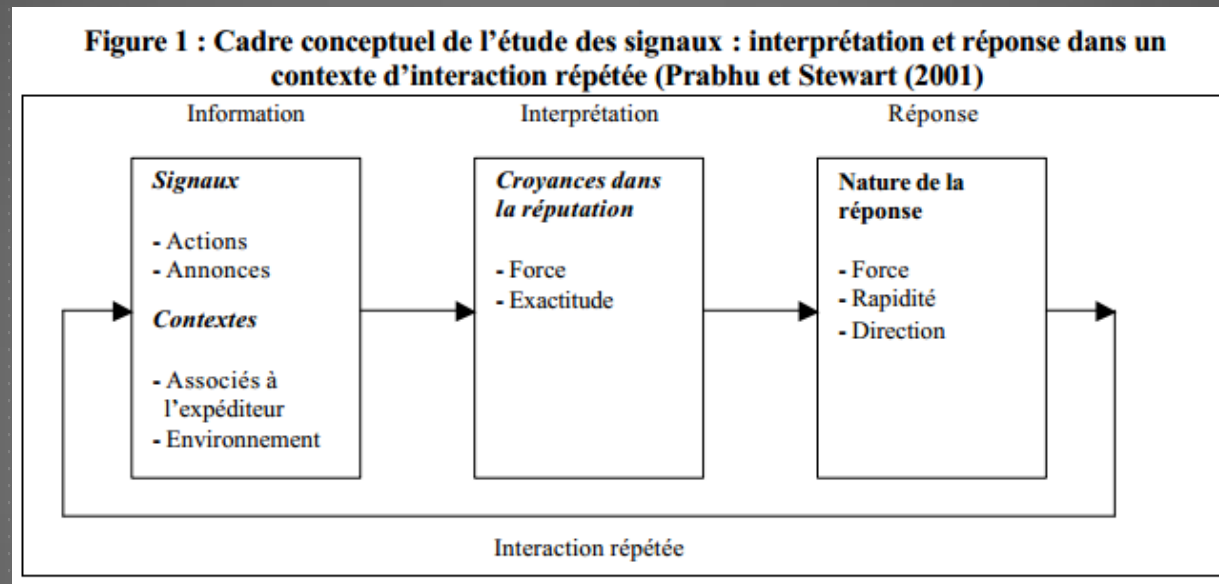 Figure 1 : Cadre conceptuel de l'étude des signaux : interprétation et réponse dans un
contexte d'interaction répétée (Prabhu et Stewart (2001)
Information
Interprétation
Réponse
Signaux
- Actions
- Annonces
Contextes
- Associés à
l'expéditeur
- Environnement
Croyances dans
la réputation
- Force
- Exactitude
Nature de la
réponse
- Force
- Rapidité
- Direction
Interaction répétée